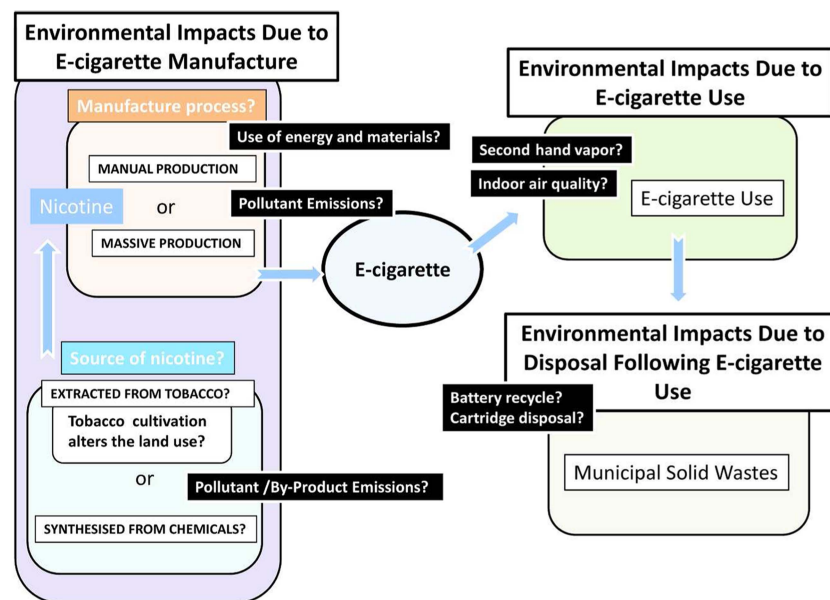 Environmental Impacts Due to
E-cigarette Manufacture
Manufacture process?
Use of energy and materials?
MANUAL PRODUCTION
Nicotine
or
Pollutant Emissions?
MASSIVE PRODUCTION
Source of nicotine?
EXTRACTED FROM TOBACCO?
Tobacco cultivation
alters the land use?
or
Pollutant /By-Product Emissions?
SYNTHESISED FROM CHEMICALS?
E-cigarette
Environmental Impacts Due to
E-cigarette Use
Second hand vapor?
Indoor air quality?
E-cigarette Use
Environmental Impacts Due to
Disposal Following E-cigarette
Use
Battery recycle?
Cartridge disposal?
Municipal Solid Wastes